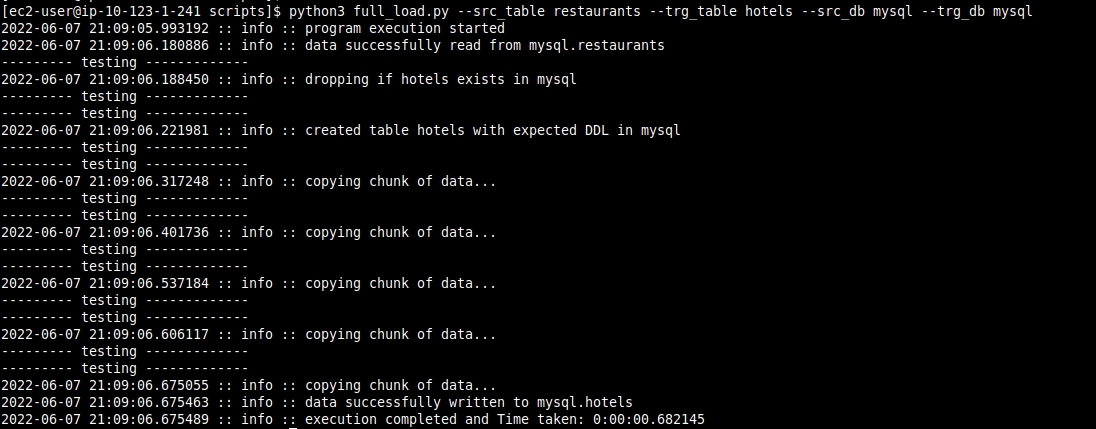 [ec2-user@ip-10-123-1-241 scripts]$ python3 full_load.py --src_table restaurants --trg_table hotels --src_db mysql --trg_db mysql
2022-06-07 21:09:05.993192 :: info :: program execution started
2022-06-07 21:09:06.180886 :: info :: data successfully read from mysql.restaurants
--------- testing -------------
2022-06-07 21:09:06.188450 :: info :: dropping if hotels exists in mysql
--------- testing -------------
--------- testing -------------
2022-06-07 21:09:06.221981 :: info :: created table hotels with expected DDL in mysql
--------- testing -------------
--------- testing -------------
2022-06-07 21:09:06.317248 :: info :: copying chunk of data...
--------- testing -------------
--------- testing -------------
2022-06-07 21:09:06.401736 :: info :: copying chunk of data...
--------- testing -------------
--------- testing -------------
2022-06-07 21:09:06.537184 :: info :: copying chunk of data...
--------- testing -------------
--------- testing -------------
2022-06-07 21:09:06.606117 :: info :: copying chunk of data...
--------- testing -------------
--------- testing -------------
2022-06-07 21:09:06.675055 :: info :: copying chunk of data...
2022-06-07 21:09:06.675463 :: info :: data successfully written to mysql.hotels
2022-06-07 21:09:06.675489 :: info :: execution completed and Time taken: 0:00:00.682145